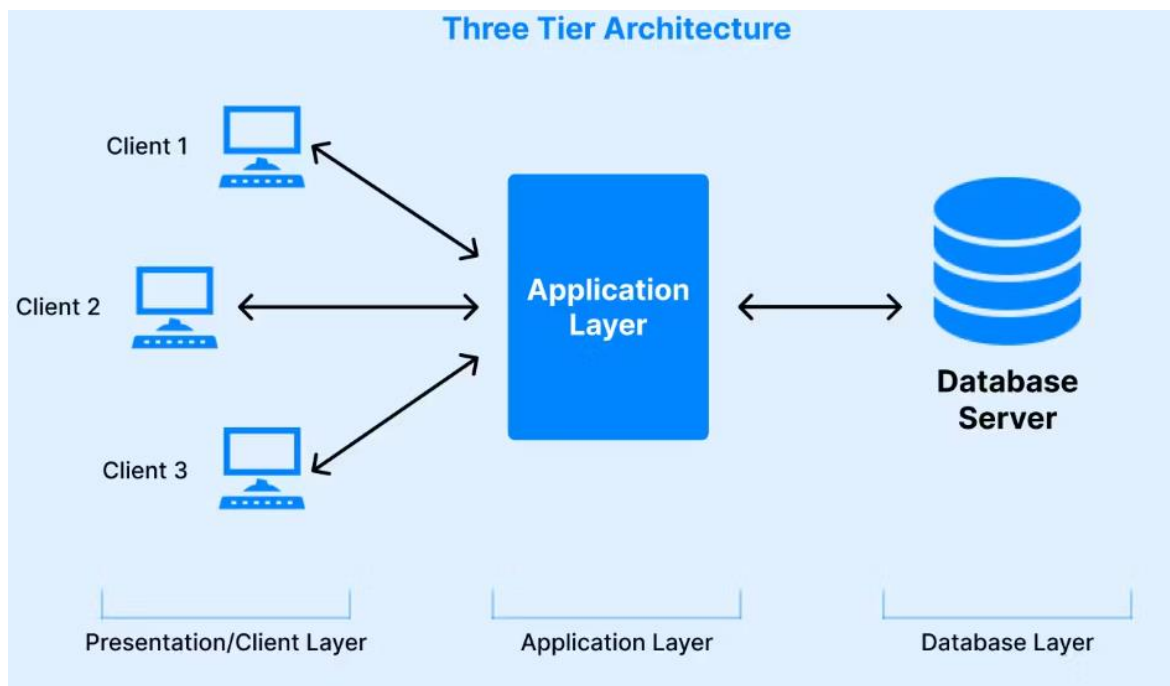 Three Tier Architecture
Client 1
Client 2
Client 3
Application
Layer
Database
Server
Presentation/Client Layer
Application Layer
Database Layer